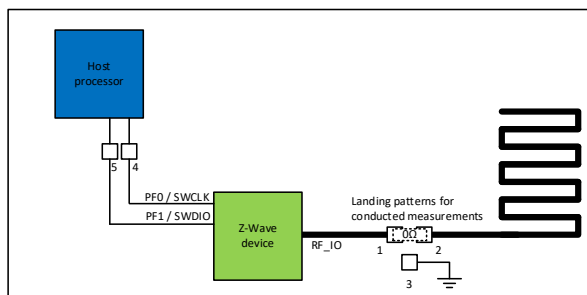 Host
processor
5
4
PF0 / SWCLK
PF1 / SWDIO
Z-Wave
device
RF_IO
Landing patterns for
conducted measurements
0Ω
1
2
3